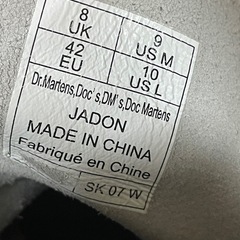 8 9
UK US M
42 10
EU US L
Dr.Martens,Doc's,DM's,Doc Martens
JADON
MADE IN CHINA
Fabriqué en Chine
SK 07 W